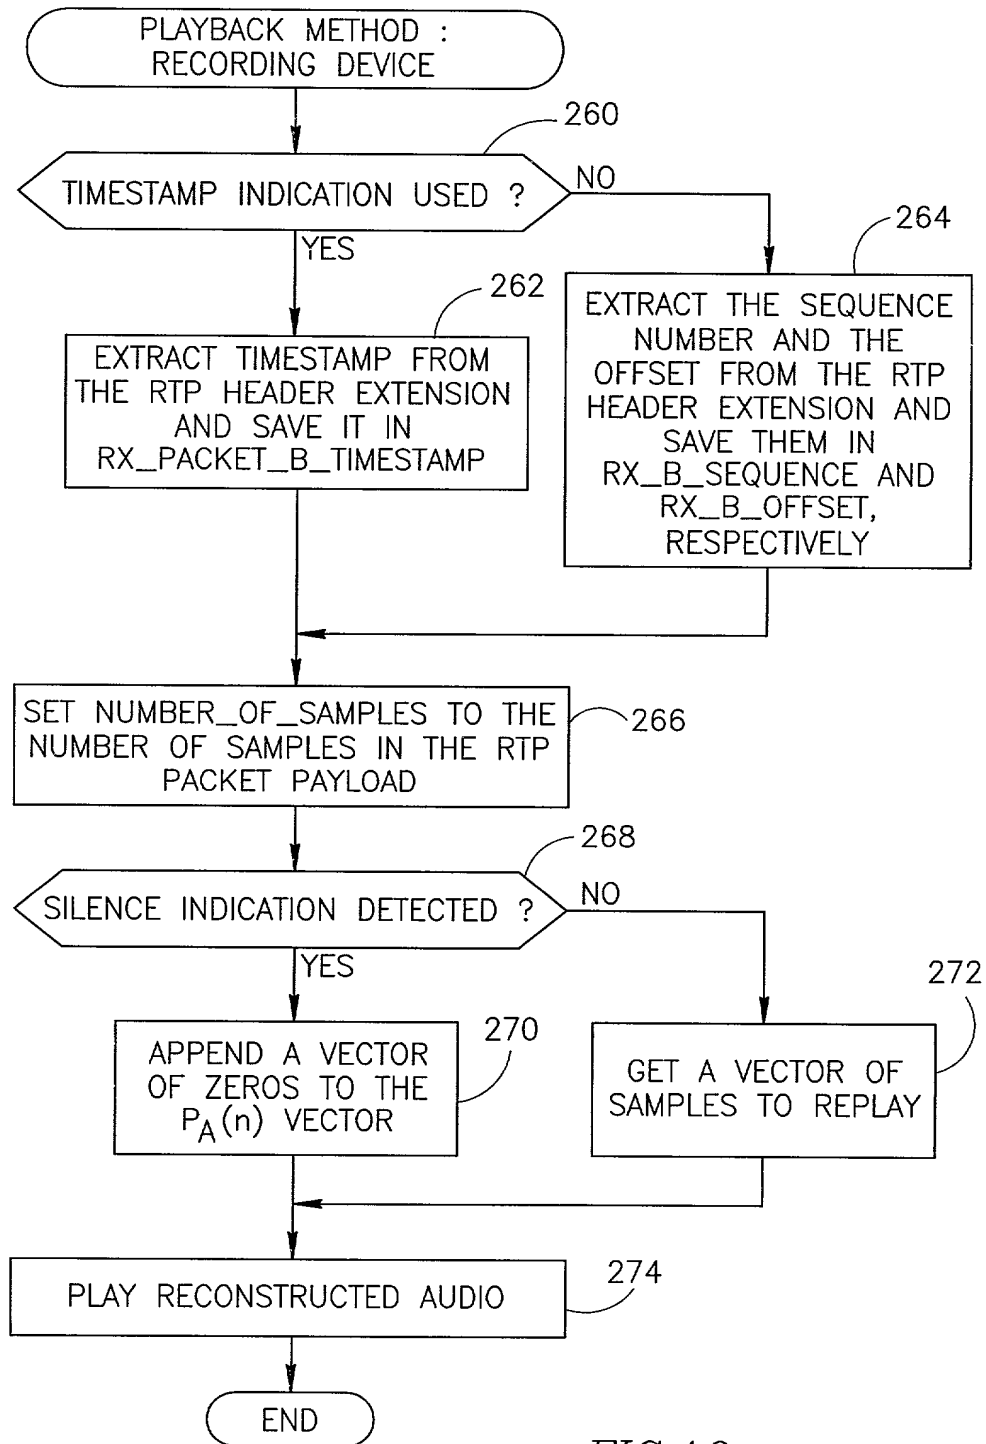 PLAYBACK METHOD :
RECORDING DEVICE
260
TIMESTAMP INDICATION USED ?
NO
YES
264
262
EXTRACT THE SEQUENCE
NUMBER AND THE
OFFSET FROM THE RTP
HEADER EXTENSION AND
SAVE THEM IN
RX_B_SEQUENCE AND
RX_B_OFFSET,
RESPECTIVELY
EXTRACT TIMESTAMP FROM
THE RTP HEADER EXTENSION
AND SAVE IT IN
RX_PACKET_B_TIMESTAMP
SET NUMBER_OF_SAMPLES TO THE
NUMBER OF SAMPLES IN THE RTP
PACKET PAYLOAD
266
268
SILENCE INDICATION DETECTED ?
NO
YES
272
270
APPEND A VECTOR
OF ZEROS TO THE
PA(n) VECTOR
GET A VECTOR OF
SAMPLES TO REPLAY
274
PLAY RECONSTRUCTED AUDIO
END